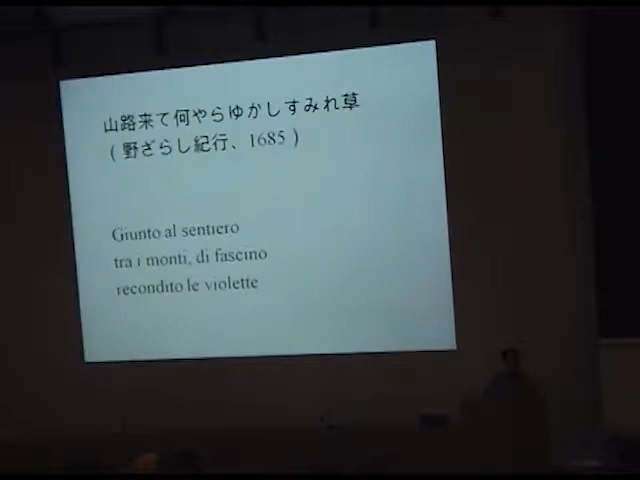 山路来て何やらゆかしすみれ草
(野ざらし紀行、1685)
Giunto al sentiero
tra i monti, di fascino
recondito le violette